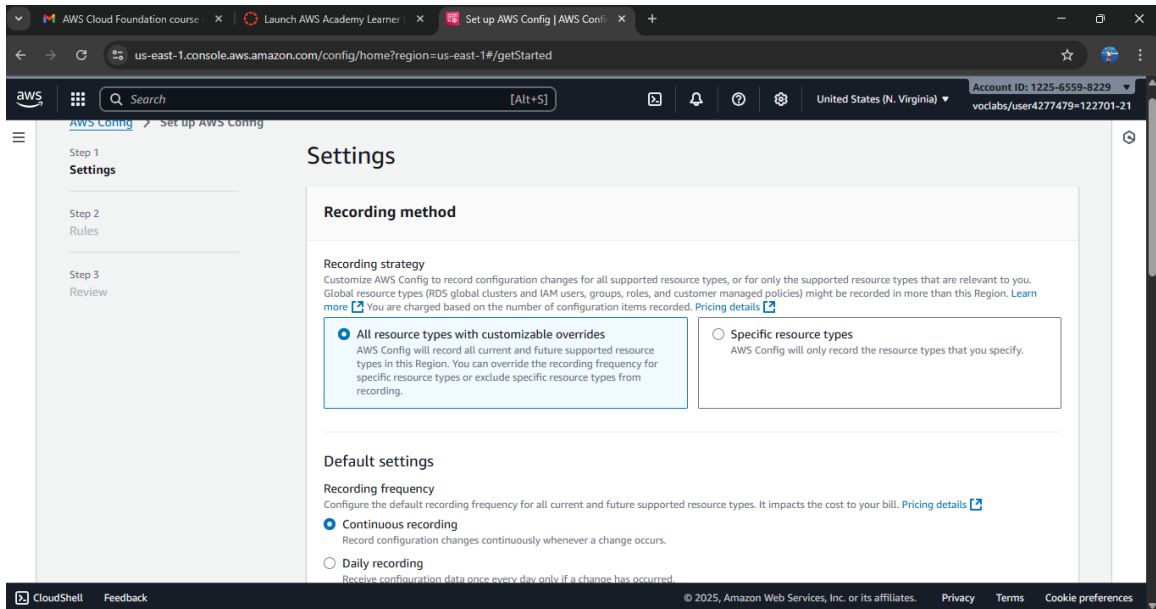 AWS Cloud Foundation course
Launch AWS Academy Learner
Set up AWS Config | AWS Confi
us-east-1.console.aws.amazon.com/config/home?region=us-east-1#/getStarted
aws
Search
[Alt+S]
United States (N. Virginia)
Account ID: 1225-6559-8229
voclabs/user4277479=122701-21
AWS Config > Set up AWS Config
Step 1
Settings
Step 2
Rules
Step 3
Review
Settings
Recording method
Recording strategy
Customize AWS Config to record configuration changes for all supported resource types, or for only the supported resource types that are relevant to you.
Global resource types (RDS global clusters and IAM users, groups, roles, and customer managed policies) might be recorded in more than this Region. Learn
more You are charged based on the number of configuration items recorded. Pricing details
All resource types with customizable overrides
AWS Config will record all current and future supported resource
types in this Region. You can override the recording frequency for
specific resource types or exclude specific resource types from
recording.
Specific resource types
AWS Config will only record the resource types that you specify.
Default settings
Recording frequency
Configure the default recording frequency for all current and future supported resource types. It impacts the cost to your bill. Pricing details
Continuous recording
Record configuration changes continuously whenever a change occurs.
Daily recording
Receive configuration data once every day only if a change has occurred.
CloudShell
Feedback
© 2025, Amazon Web Services, Inc. or its affiliates.
Privacy
Terms
Cookie preferences